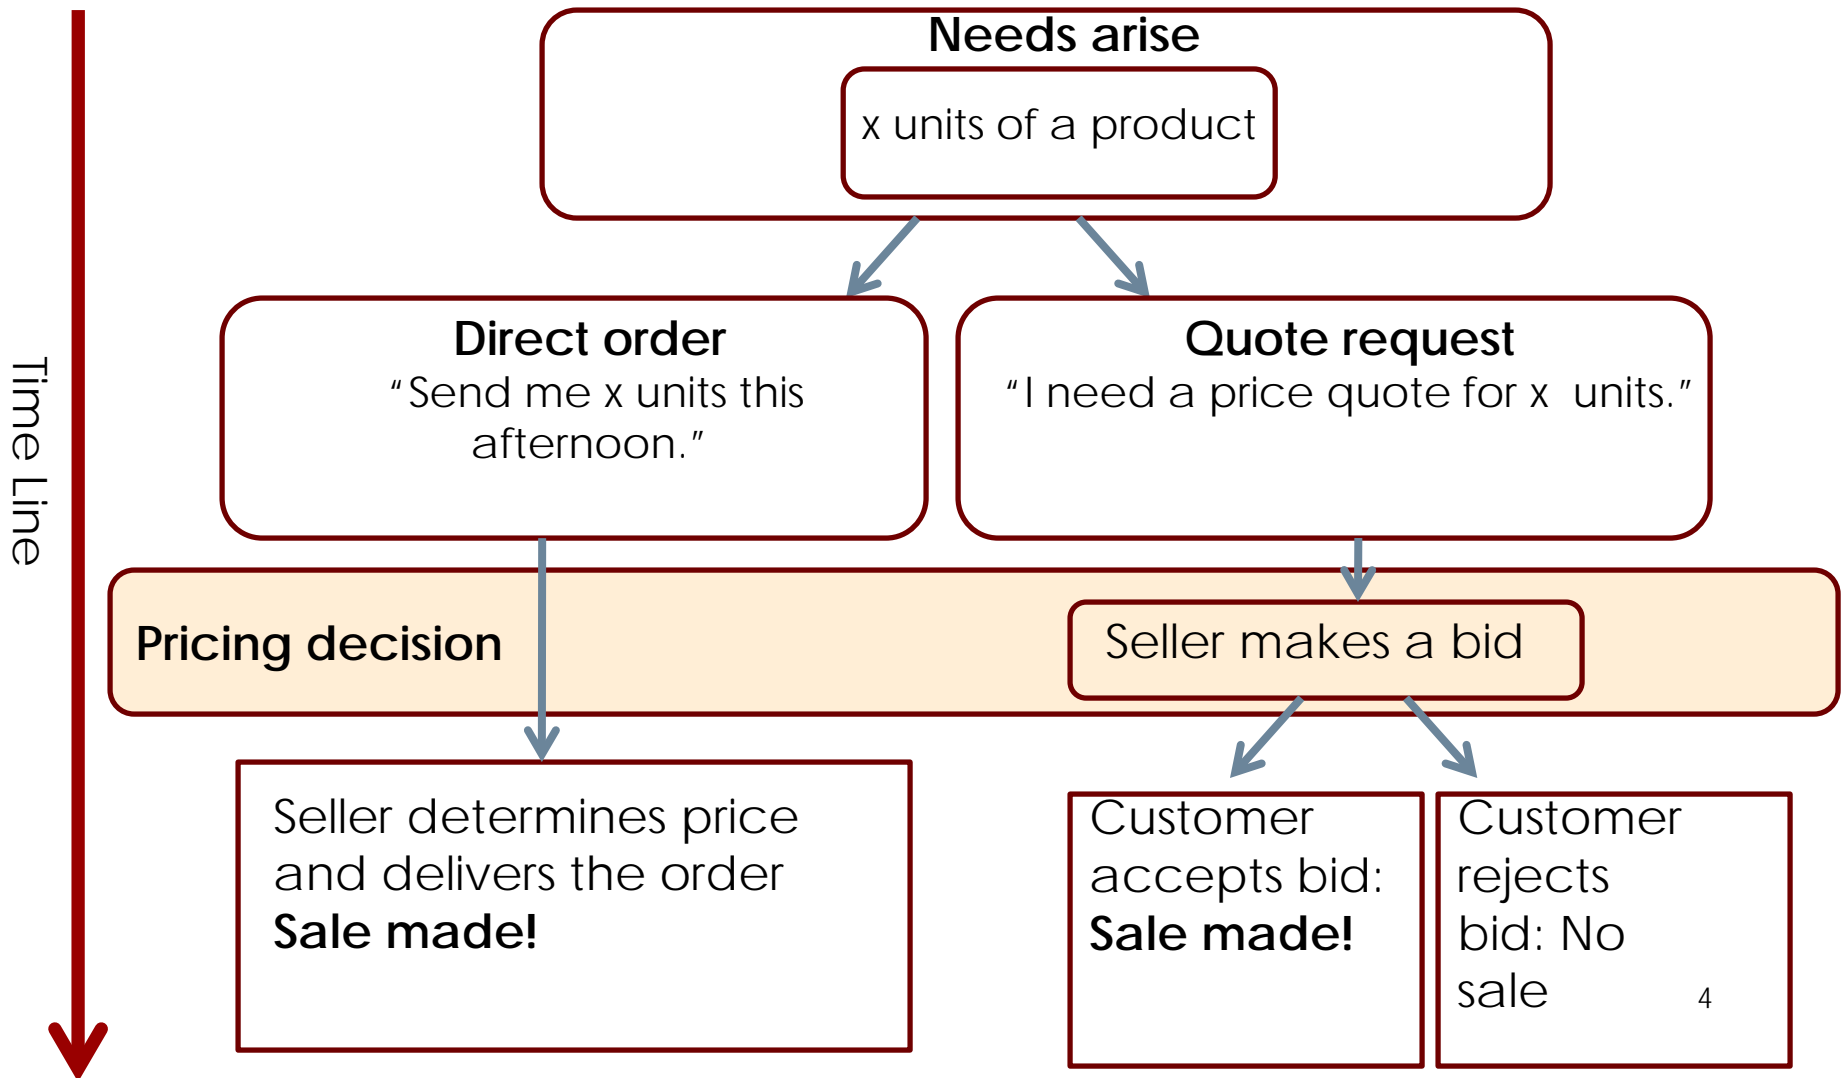 Needs arise
x units of a product
Direct order
"Send me x units this
afternoon."
Quote request
"I need a price quote for x units."
Time Line
Pricing decision
Seller makes a bid
Seller determines price
and delivers the order
Sale made!
Customer
accepts bid:
Sale made!
Customer
rejects
bid: No
sale
4